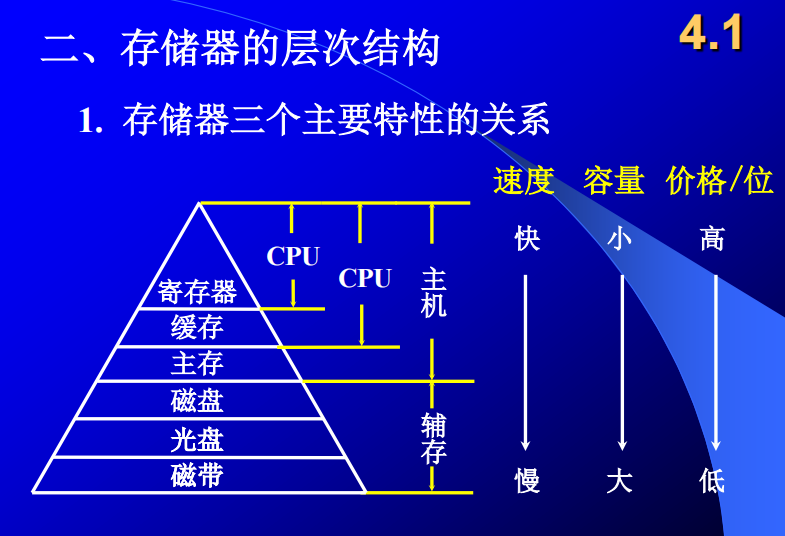 二、存储器的层次结构
4.1
1. 存储器三个主要特性的关系
速度 容量 价格/位
快 小 高
CPU
CPU
主机
寄存器
缓存
主存
磁盘
光盘
磁带
辅存
慢 大 低